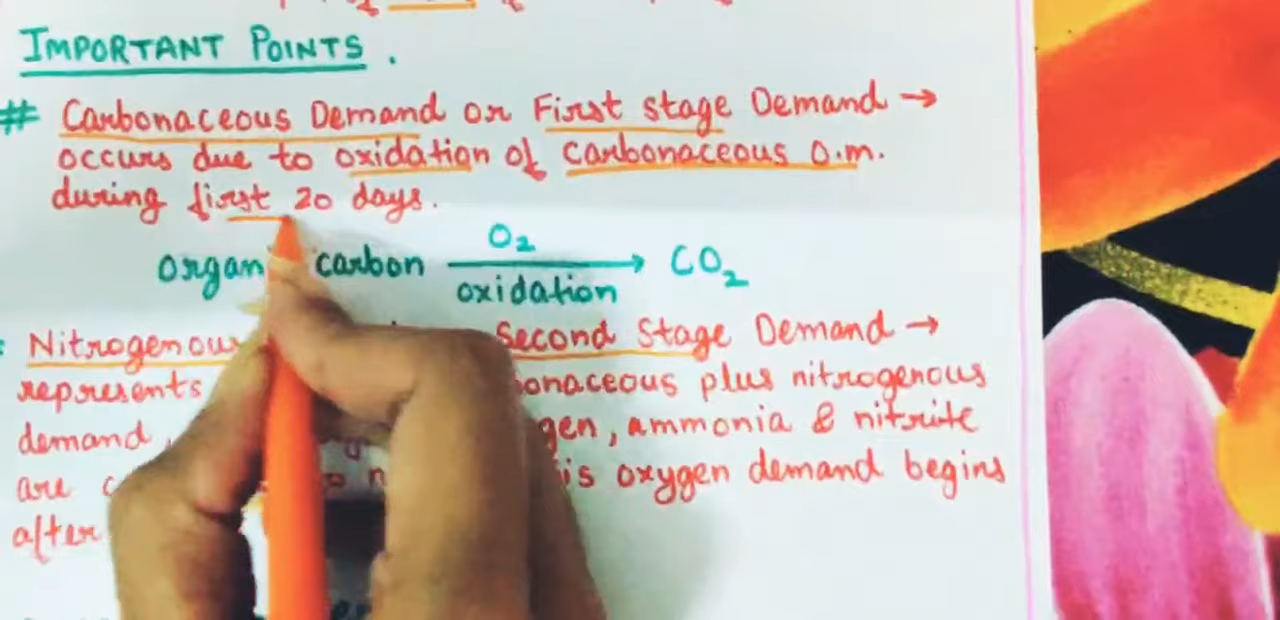 IMPORTANT POINTS.
# Carbonaceous Demand or First stage Demand →
occurs due to oxidation of carbonaceous O.m.
during first 20 days.
organ carbon O₂ oxidation → CO₂
Nitrogenous Second Stage Demand →
represents onaceous plus nitrogenous
demand gen, ammonia & nitrite
are is oxygen demand begins
after